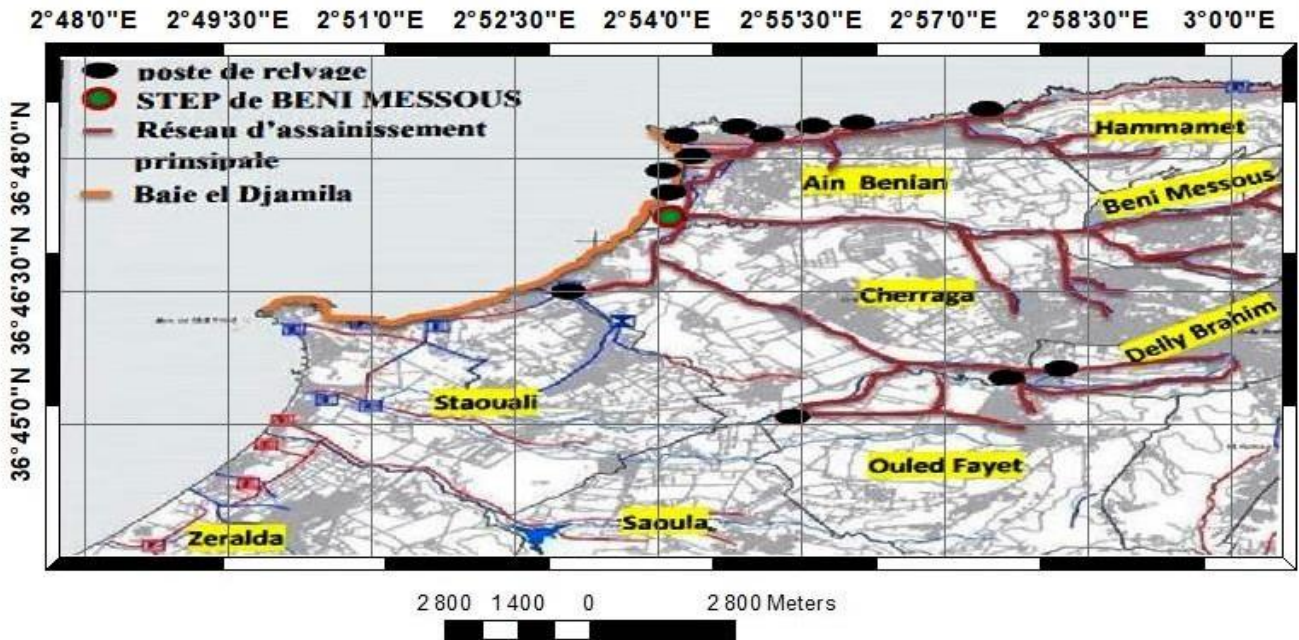 2°48'0"E 2°49'30"E 2°51'0"E 2°52'30"E 2°54'0"E 2°55'30"E 2°57'0"E 2°58'30"E 3°0'0"E
poste de relvage
STEP de BENI MESSOUS
Réseau d'assainissement
prinsipale
Baie el Djamila
36°48'0"N
36°46'30"N
36°45'0"N
Hammamet
Ain Benian
Beni Messous
Cherraga
Delly Brahim
Staouali
Ouled Fayet
Saoula
Zeralda
2 800 1 400 0 2 800 Meters